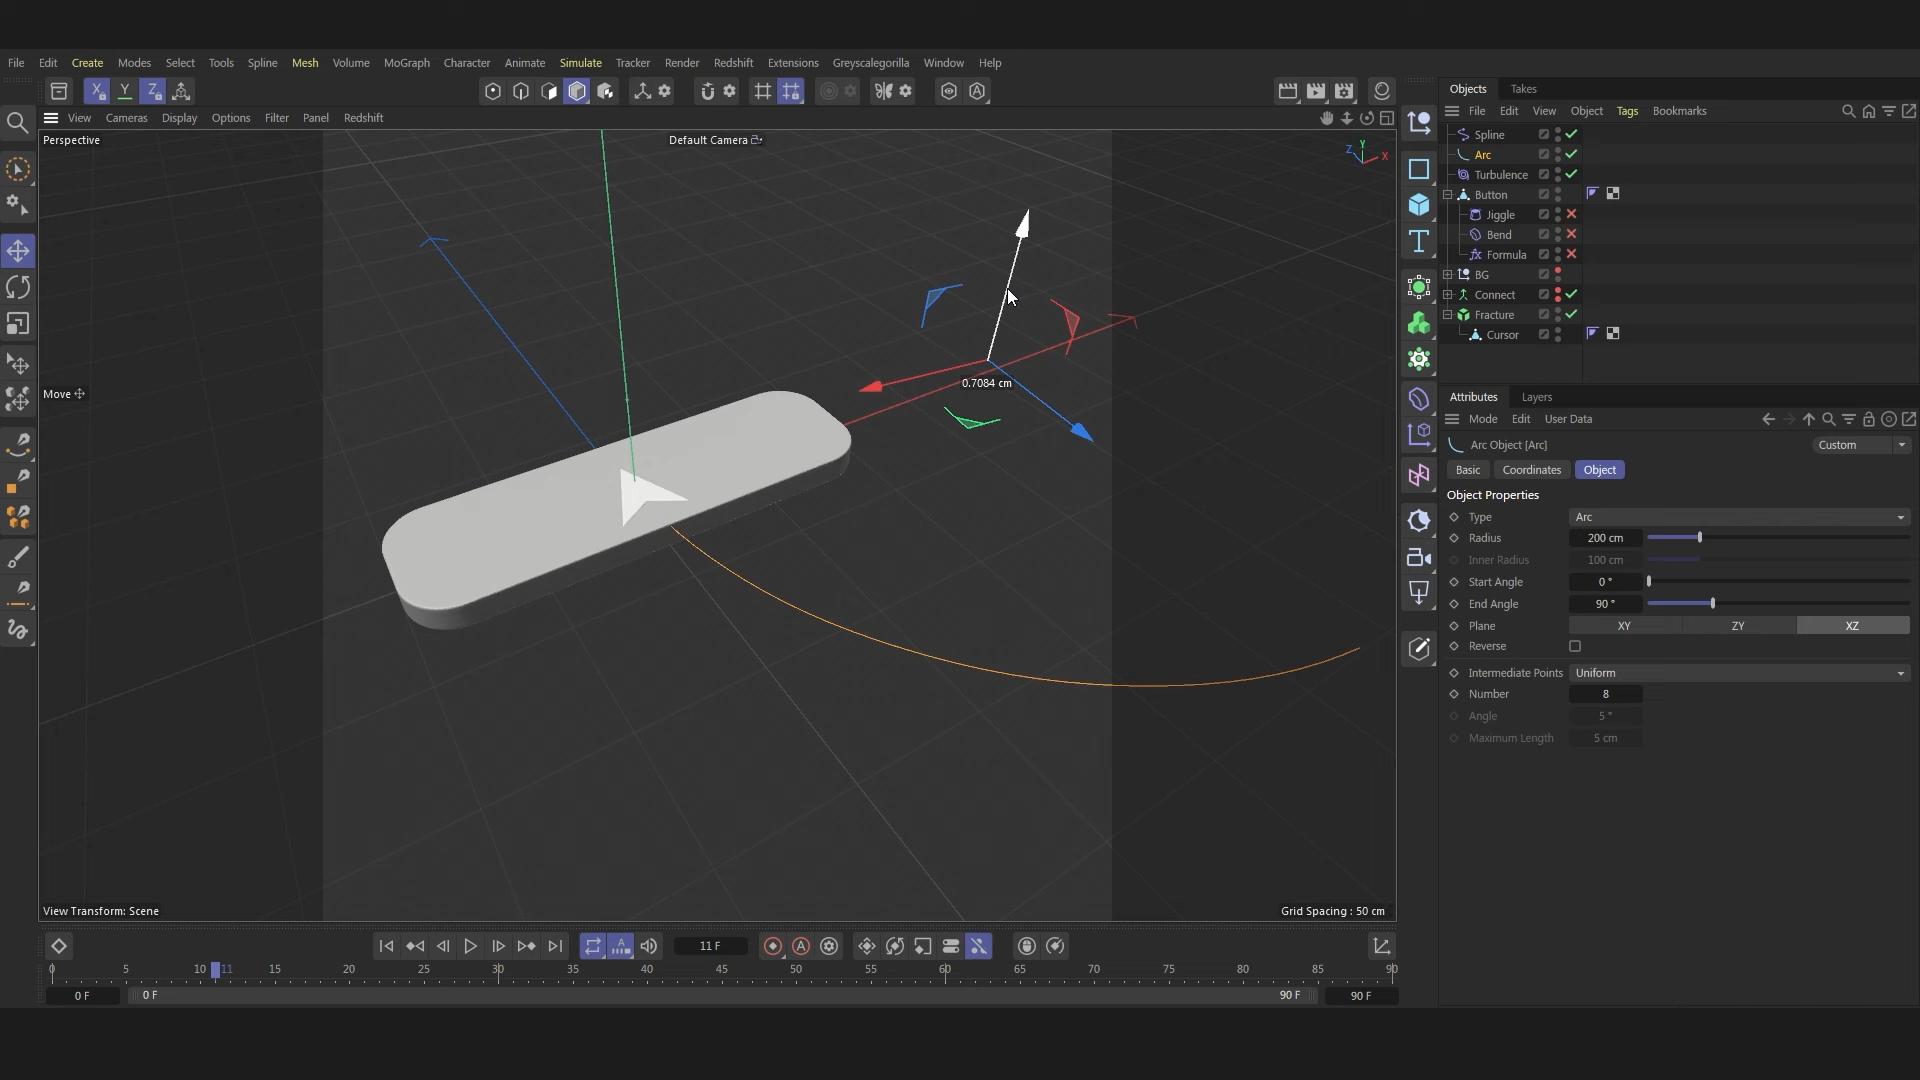 File Edit Create Modes Select Tools Spline Mesh Volume MoGraph Character Animate Simulate Tracker Render Redshift Extensions Greyscalegorilla Window Help
X Y Z
View Cameras Display Options Filter Panel Redshift
Perspective
Default Camera
Y
Z X
Move
0.7084 cm
View Transform: Scene
Grid Spacing : 50 cm
11 F
0 5 10 11 15 20 25 30 35 40 45 50 55 60 65 70 75 80 85 90
0 F 0 F 90 F 90 F
Objects Takes
File Edit View Object Tags Bookmarks
Spline
Arc
Turbulence
Button
Jiggle
Bend
Formula
BG
Connect
Fracture
Cursor
Attributes Layers
Mode Edit User Data
Arc Object [Arc] Custom
Basic Coordinates Object
Object Properties
Type Arc
Radius 200 cm
Inner Radius 100 cm
Start Angle 0 °
End Angle 90 °
Plane XY ZY XZ
Reverse
Intermediate Points Uniform
Number 8
Angle 5 °
Maximum Length 5 cm